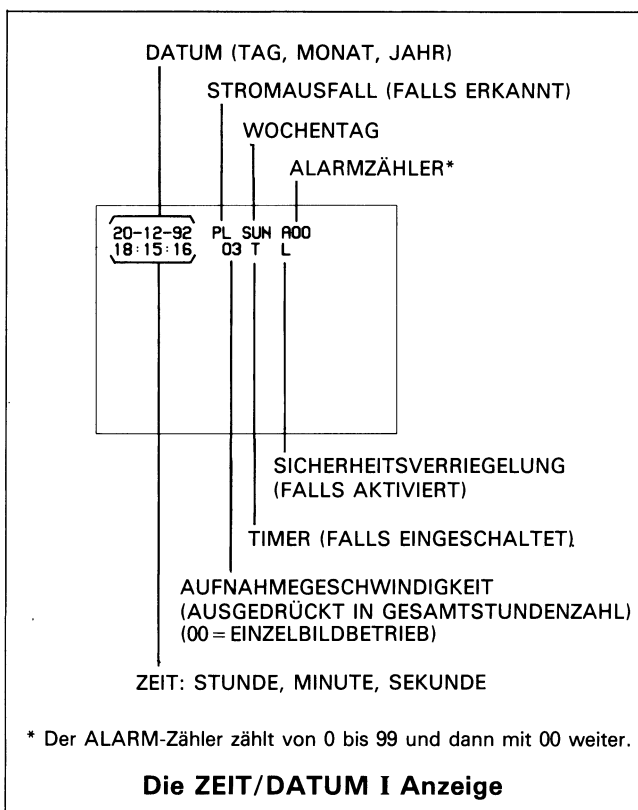 DATUM (TAG, MONAT, JAHR)
STROMAUSFALL (FALLS ERKANNT)
WOCHENTAG
ALARMZÄHLER*
20-12-92 PL SUN A00
18:15:16 03 T L
SICHERHEITSVERRIEGELUNG
(FALLS AKTIVIERT)
TIMER (FALLS EINGESCHALTET).
AUFNAHMEGESCHWINDIGKEIT
(AUSGEDRÜCKT IN GESAMTSTUNDENZAHL)
(00 = EINZELBILDBETRIEB)
ZEIT: STUNDE, MINUTE, SEKUNDE
* Der ALARM-Zähler zählt von 0 bis 99 und dann mit 00 weiter.
Die ZEIT/DATUM I Anzeige